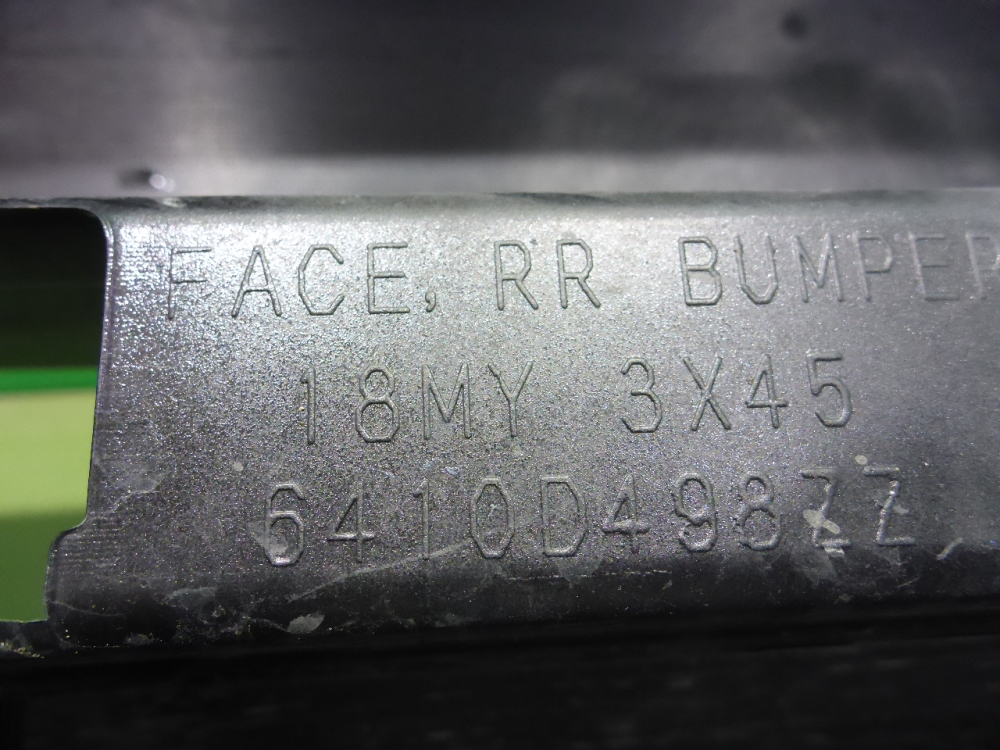 FACE, RR BUMPER
18MY 3X45
6410D498ZZ